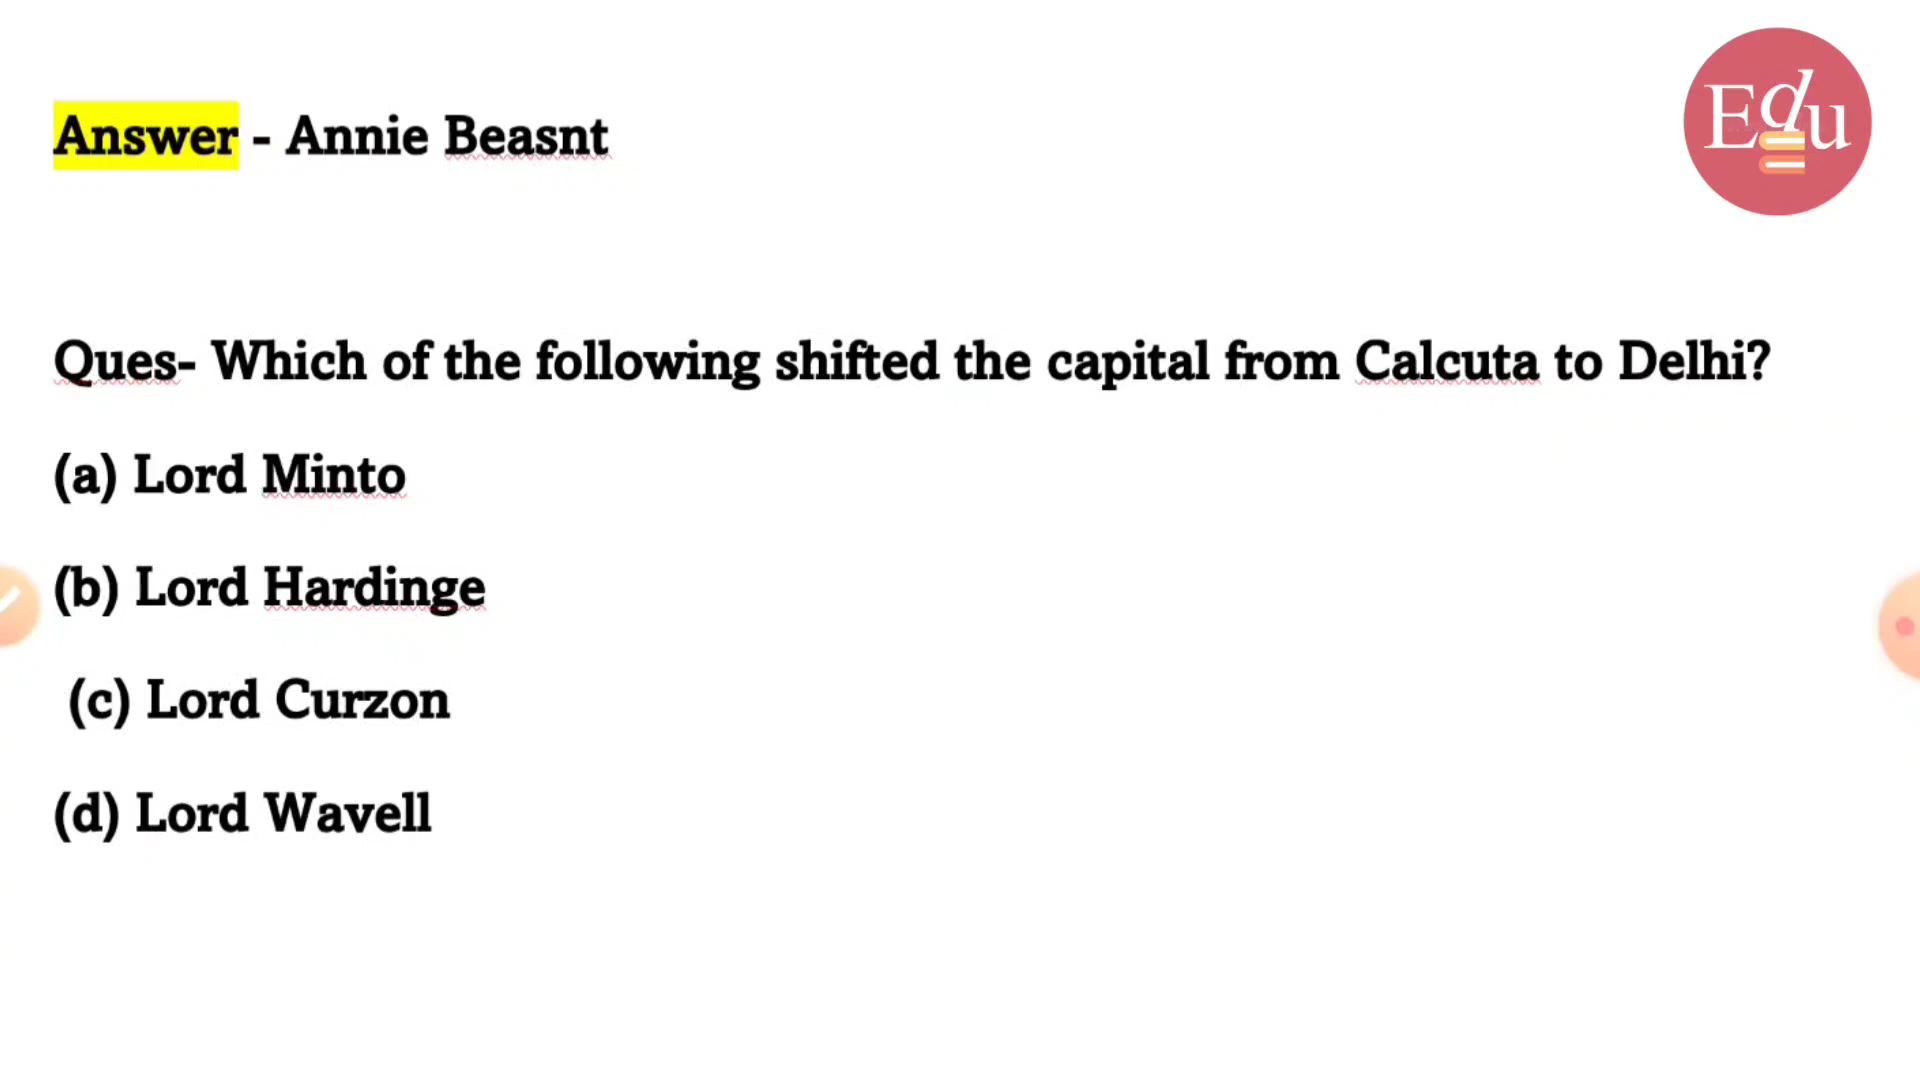 Edu
Answer - Annie Beasnt
Ques- Which of the following shifted the capital from Calcuta to Delhi?
(a) Lord Minto
(b) Lord Hardinge
(c) Lord Curzon
(d) Lord Wavell